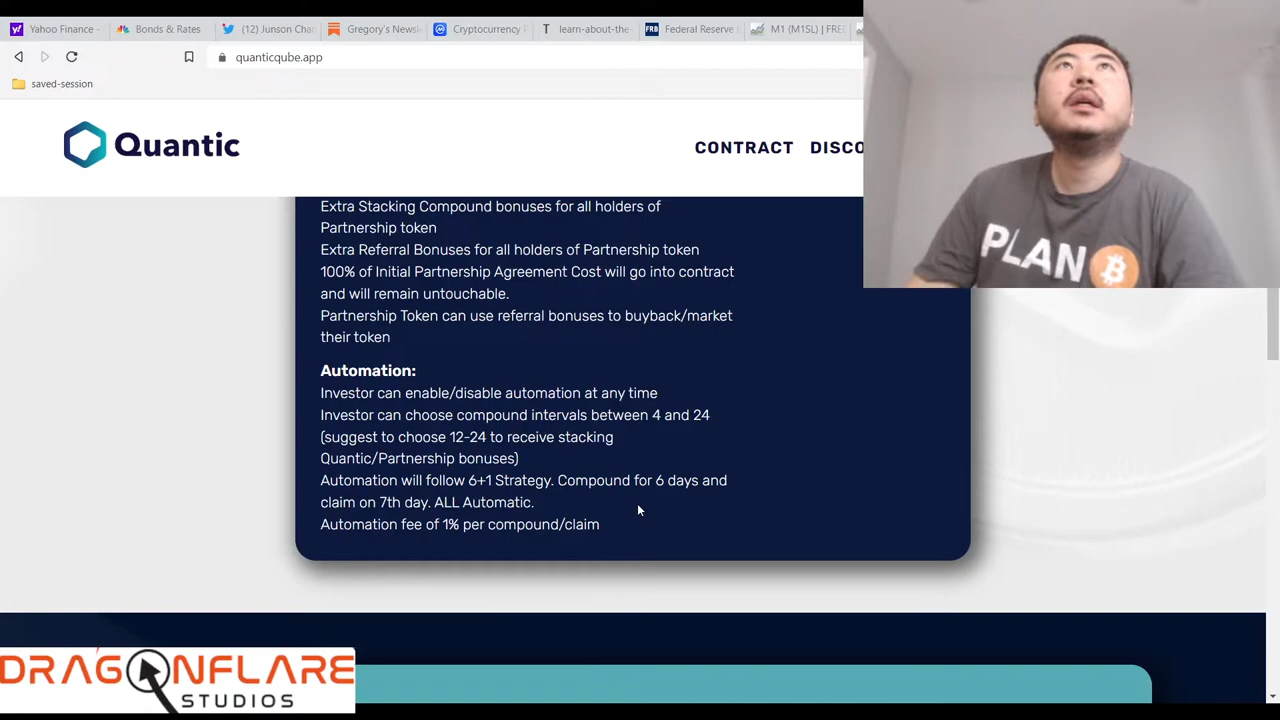 Yahoo Finance -
Bonds & Rates
(12) Junson Chan
Gregory's Newsle
Cryptocurrency P
learn-about-the-
FRB
Federal Reserve
M1 (M1SL) | FRE
quanticqube.app
saved-session
Quantic
CONTRACT
DISCO
Extra Stacking Compound bonuses for all holders of
Partnership token
Extra Referral Bonuses for all holders of Partnership token
100% of Initial Partnership Agreement Cost will go into contract
and will remain untouchable.
Partnership Token can use referral bonuses to buyback/market
their token
Automation:
Investor can enable/disable automation at any time
Investor can choose compound intervals between 4 and 24
(suggest to choose 12-24 to receive stacking
Quantic/Partnership bonuses)
Automation will follow 6+1 Strategy. Compound for 6 days and
claim on 7th day. ALL Automatic.
Automation fee of 1% per compound/claim
PLAN
DRAGONFLARE
STUDIOS